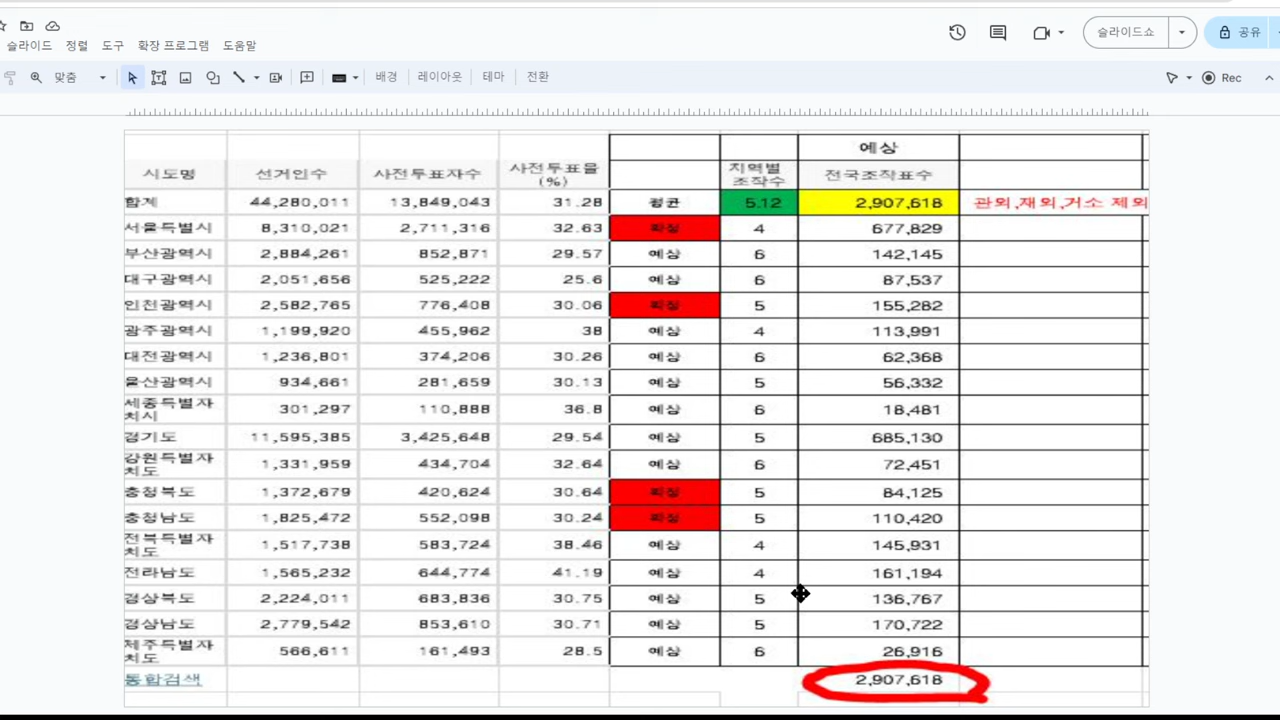 슬라이드 정렬 도구 확장 프로그램 도움말
슬라이드쇼
공유
맞춤
배경 레이아웃 테마 전환
Rec
예상
시도명 선거인수 사전투표자수 사전투표율 (%) 지역별 조작수 전국조작표수
합계 44,280,011 13,849,043 31.28 평균 5.12 2,907,618 관외,재외,거소 제외
서울특별시 8,310,021 2,711,316 32.63 확정 4 677,829
부산광역시 2,884,261 852,871 29.57 예상 6 142,145
대구광역시 2,051,656 525,222 25.6 예상 6 87,537
인천광역시 2,582,765 776,408 30.06 확정 5 155,282
광주광역시 1,199,920 455,962 38 예상 4 113,991
대전광역시 1,236,801 374,206 30.26 예상 6 62,368
울산광역시 934,661 281,659 30.13 예상 5 56,332
세종특별자치시 301,297 110,888 36.8 예상 6 18,481
경기도 11,595,385 3,425,648 29.54 예상 5 685,130
강원특별자치도 1,331,959 434,704 32.64 예상 6 72,451
충청북도 1,372,679 420,624 30.64 확정 5 84,125
충청남도 1,825,472 552,098 30.24 확정 5 110,420
전북특별자치도 1,517,738 583,724 38.46 예상 4 145,931
전라남도 1,565,232 644,774 41.19 예상 4 161,194
경상북도 2,224,011 683,836 30.75 예상 5 136,767
경상남도 2,779,542 853,610 30.71 예상 5 170,722
제주특별자치도 566,611 161,493 28.5 예상 6 26,916
통합검색 2,907,618